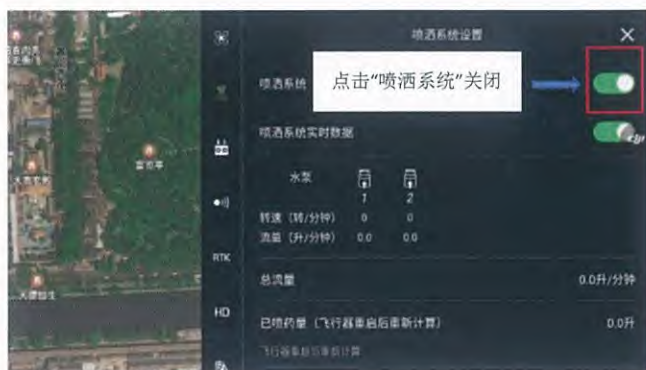 喷洒系统设置
喷洒系统
点击“喷洒系统”关闭
喷洒系统实时数据
dji
水泵
1 2
转速（转/分钟） 0 0
流量（升/分钟） 0.0 0.0
RTK
总流量 0.0升/分钟
HD
已喷药量（飞行器重启后重新计算） 0.0升
飞行器重启后重新计算